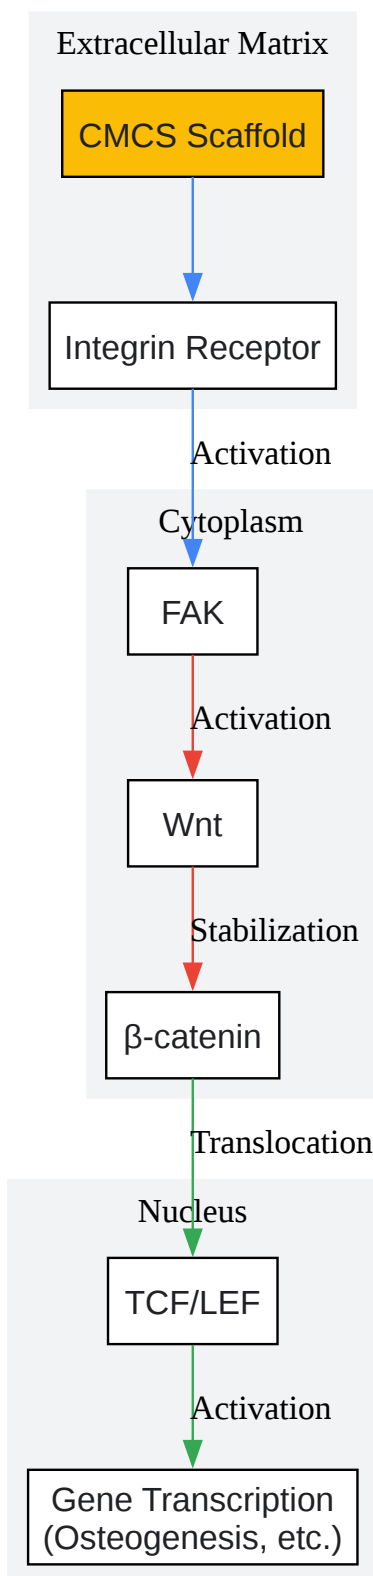 Extracellular Matrix
CMCS Scaffold
Integrin Receptor
Activation
Cytoplasm
FAK
Activation
Wnt
Stabilization
β-catenin
Translocation
Nucleus
TCF/LEF
Activation
Gene Transcription
(Osteogenesis, etc.)